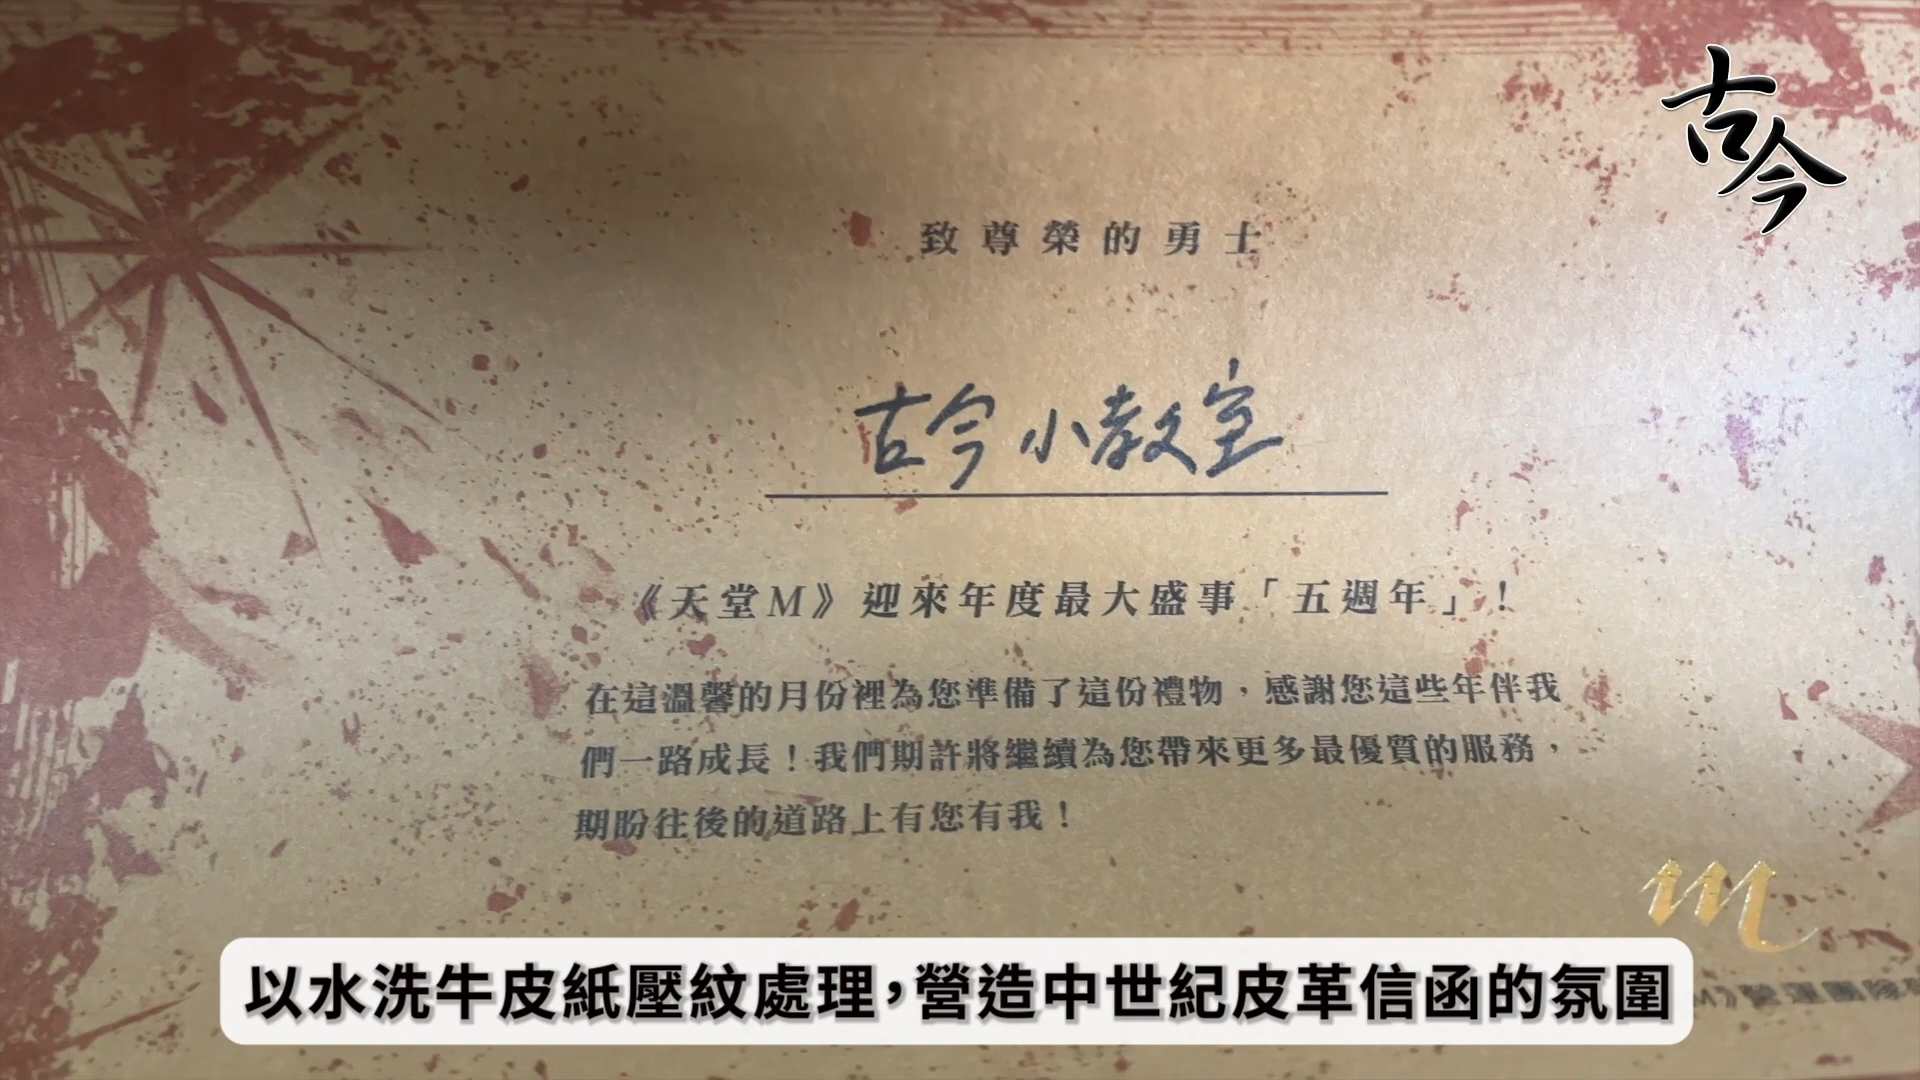 古今
致尊榮的勇士
古今小教室
《天堂M》迎來年度最大盛事「五週年」!
在這溫馨的月份裡為您準備了這份禮物，感謝您這些年伴我
們一路成長！我們期許將繼續為您帶來更多最優質的服務，
期盼往後的道路上有您有我！
m
以水洗牛皮紙壓紋處理，營造中世紀皮革信函的氛圍